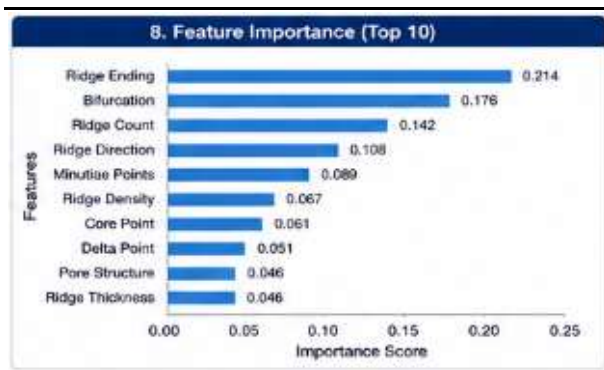 8. Feature Importance (Top 10)
Ridge Ending 0.214
Bifurcation 0.176
Ridge Count 0.142
Ridge Direction 0.108
Minutiae Points 0.089
Ridge Density 0.067
Core Point 0.061
Delta Point 0.051
Pore Structure 0.046
Ridge Thickness 0.046
Features
0.00 0.05 0.10 0.15 0.20 0.25
Importance Score